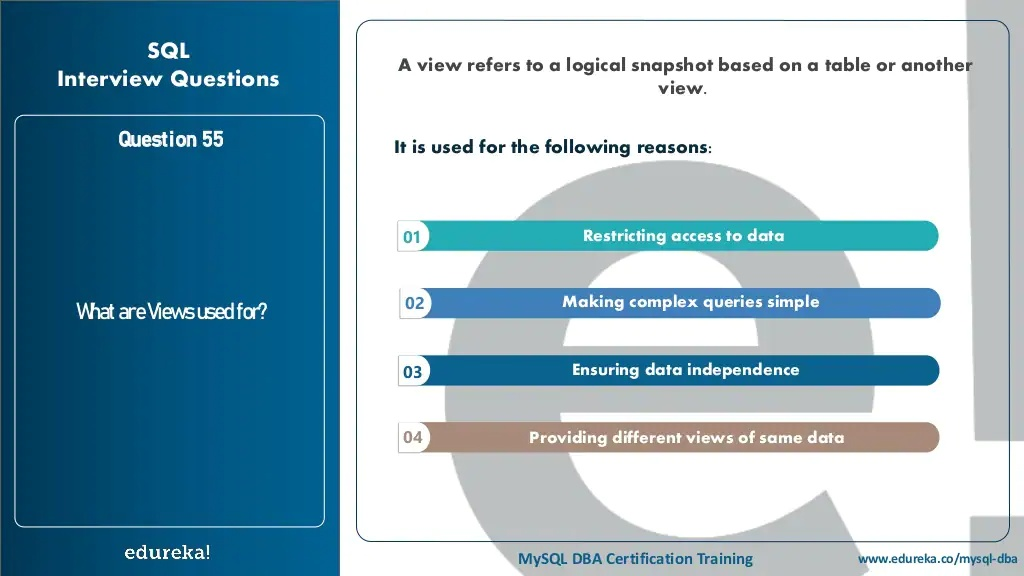 SQL
Interview Questions
Question 55
What are Views used for?
edureka!
A view refers to a logical snapshot based on a table or another
view.
It is used for the following reasons:
01 Restricting access to data
02 Making complex queries simple
03 Ensuring data independence
04 Providing different views of same data
MySQL DBA Certification Training
www.edureka.co/mysql-dba